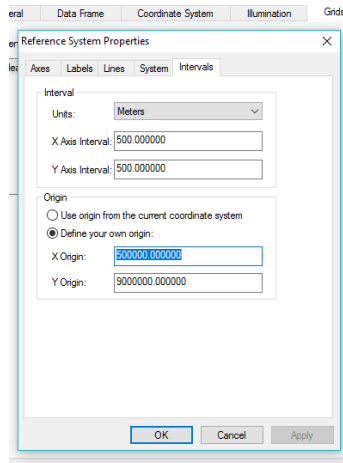 eral Data Frame Coordinate System Illumination Grids
Reference System Properties
Axes Labels Lines System Intervals
Interval
Units: Meters
X Axis Interval: 500.000000
Y Axis Interval: 500.000000
Origin
Use origin from the current coordinate system
Define your own origin:
X Origin: 500000.000000
Y Origin: 9000000.000000
OK Cancel Apply